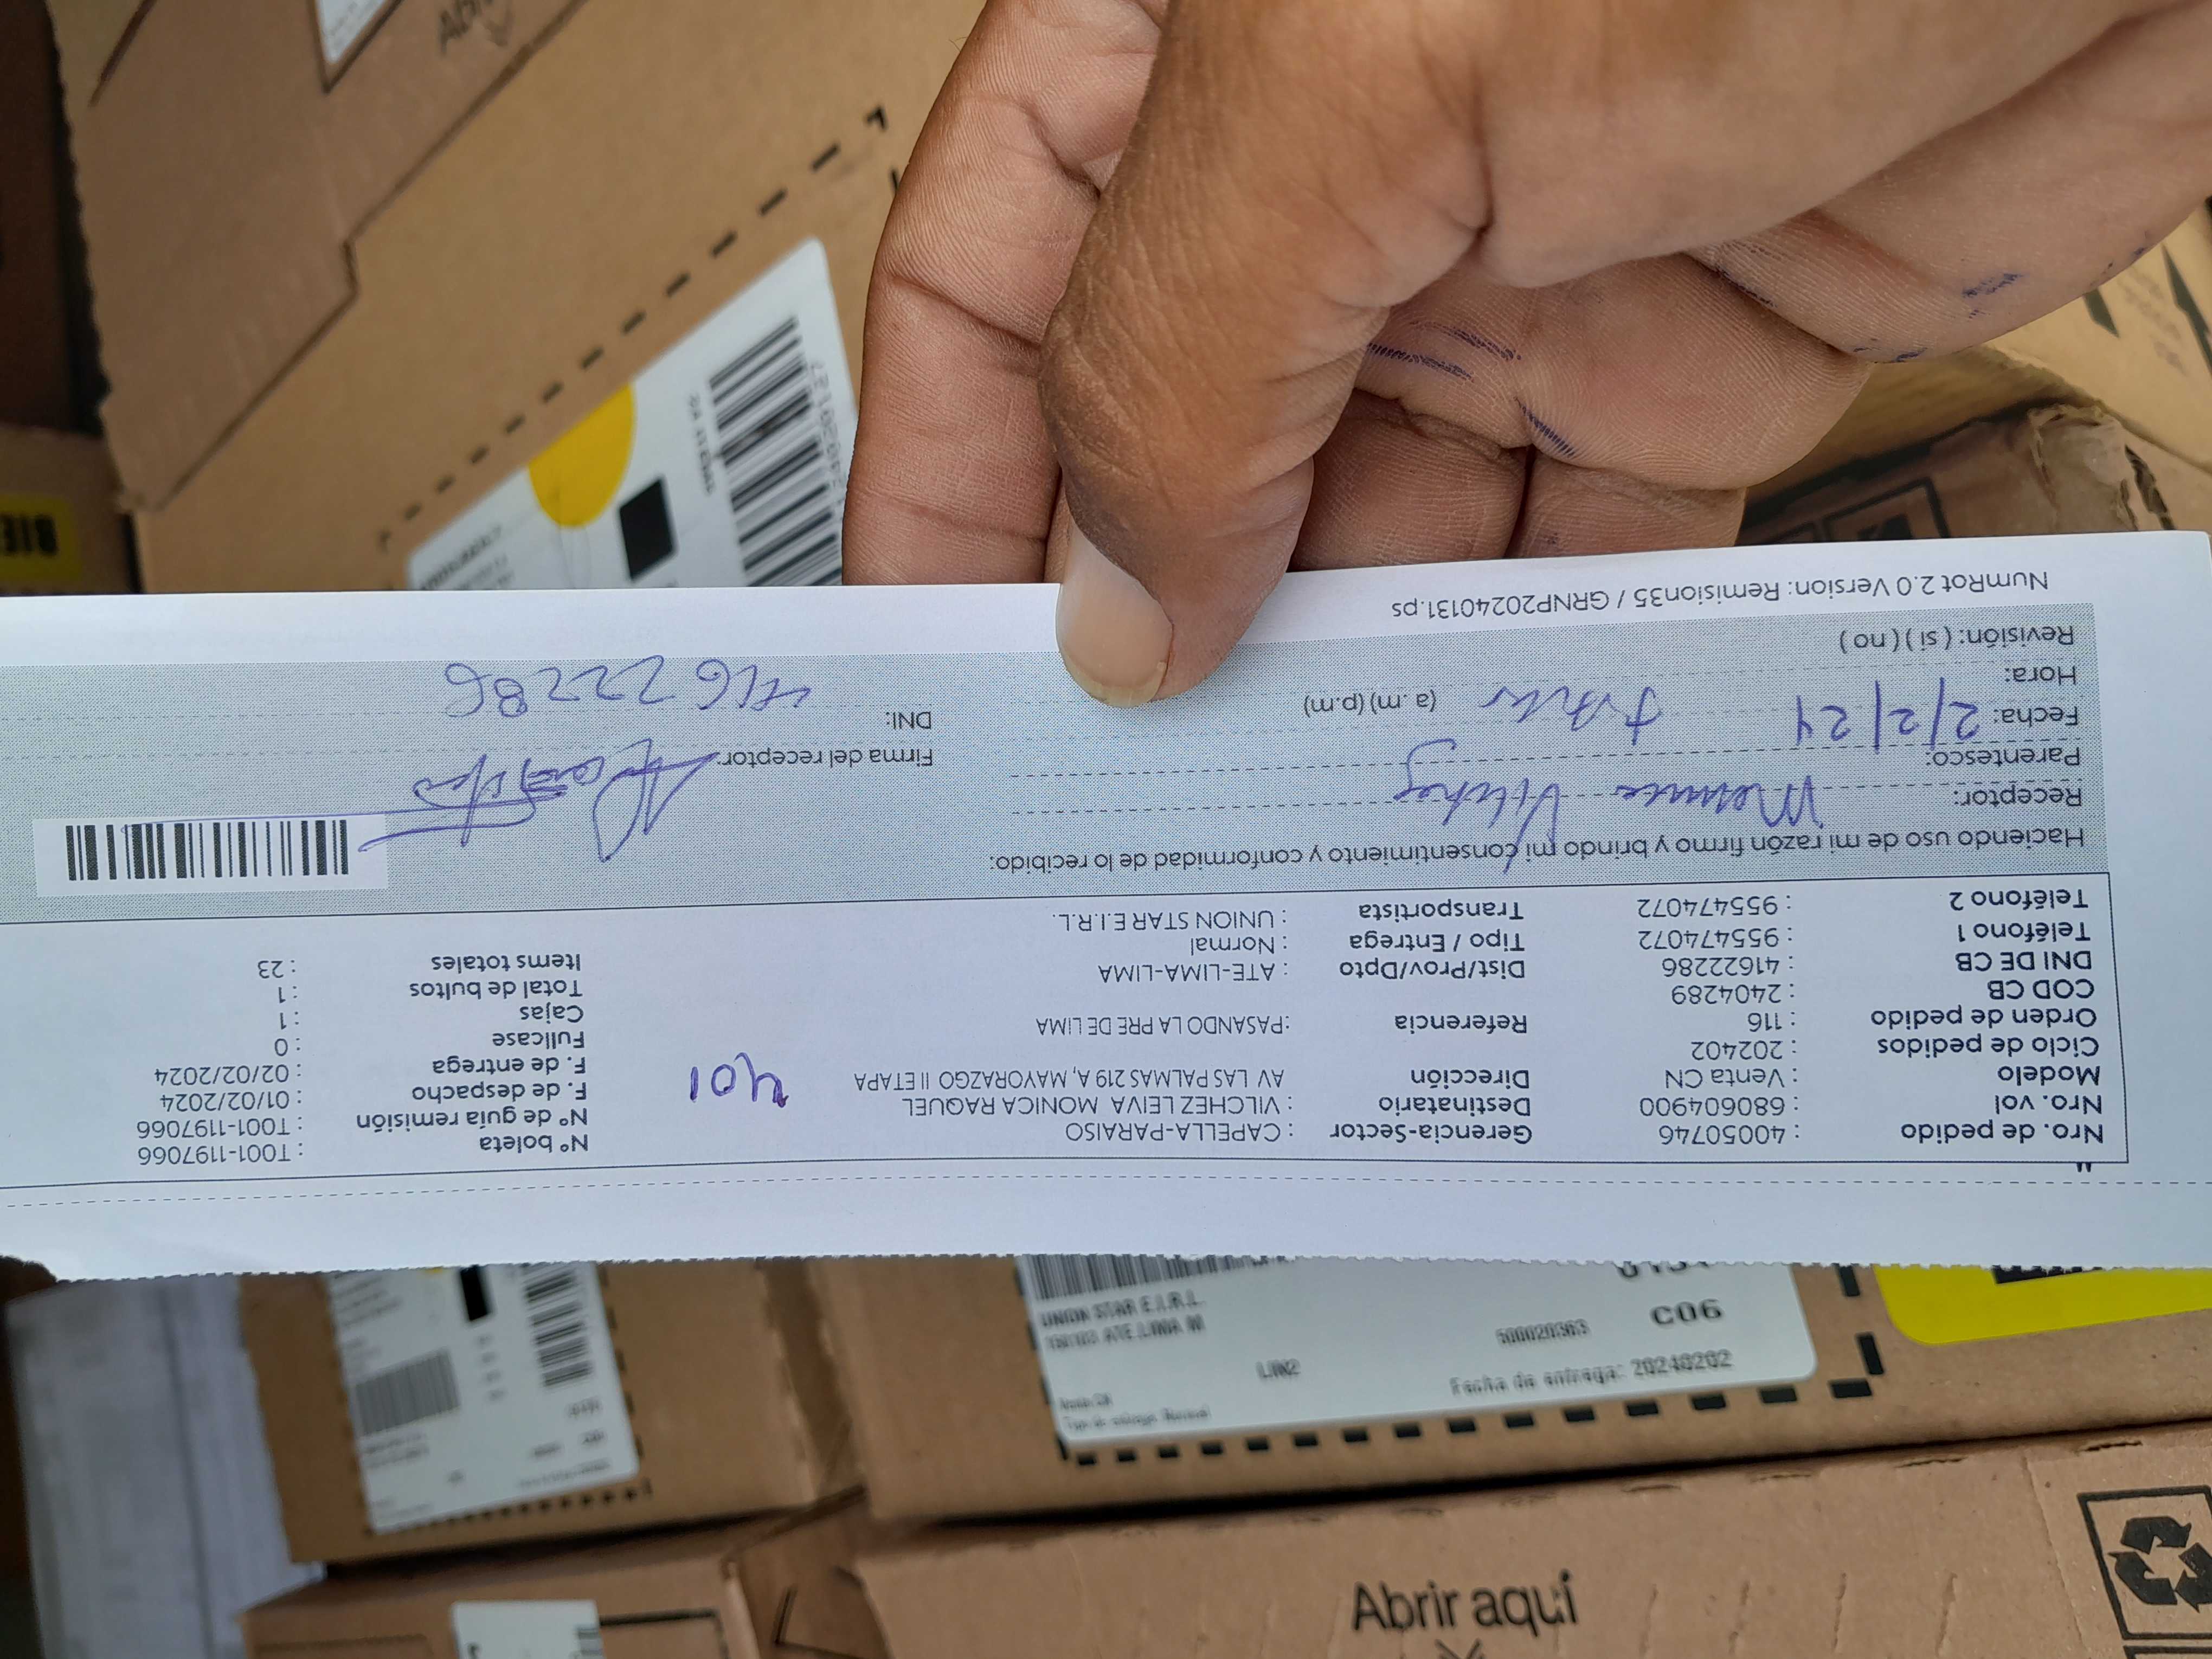 Nro. de pedido : 40050746
Nro. vol : 680604900
Modelo : Venta CN
Ciclo de pedidos : 202402
Orden de pedido : 116
COD CB : 2404289
DNI DE CB : 41622286
Teléfono 1 : 955474072
Teléfono 2 : 955474072
Gerencia-Sector : CAPELLA-PARAISO
Destinatario : VILCHEZ LEIVA MONICA RAQUEL
Dirección AV LAS PALMAS 219 A, MAYORAZGO II ETAPA
Referencia :PASANDO LA PRE DE LIMA
Dist/Prov/Dpto : ATE-LIMA-LIMA
Tipo / Entrega : Normal
Transportista : UNION STAR E.I.R.L.
401
N° boleta : T001-1197066
N° de guía remisión : T001-1197066
F. de despacho : 01/02/2024
F. de entrega : 02/02/2024
Fullcase : 0
Cajas : 1
Total de bultos : 1
Items totales : 23
Haciendo uso de mi razón firmo y brindo mi consentimiento y conformidad de lo recibido:
Receptor: Vilchez
Parentesco:
Fecha: 2/2/24
Hora: (a.m) (p.m)
Revisión: ( si ) ( no )
Firma del receptor:
DNI: 41622286
NumRot 2.0 Version: Remision35 / GRNP20240131.ps
UNION STAR E.I.R.L.
ATE LIMA
LIN2
500020363
C06
Fecha de entrega: 20240202
Abrir aquí